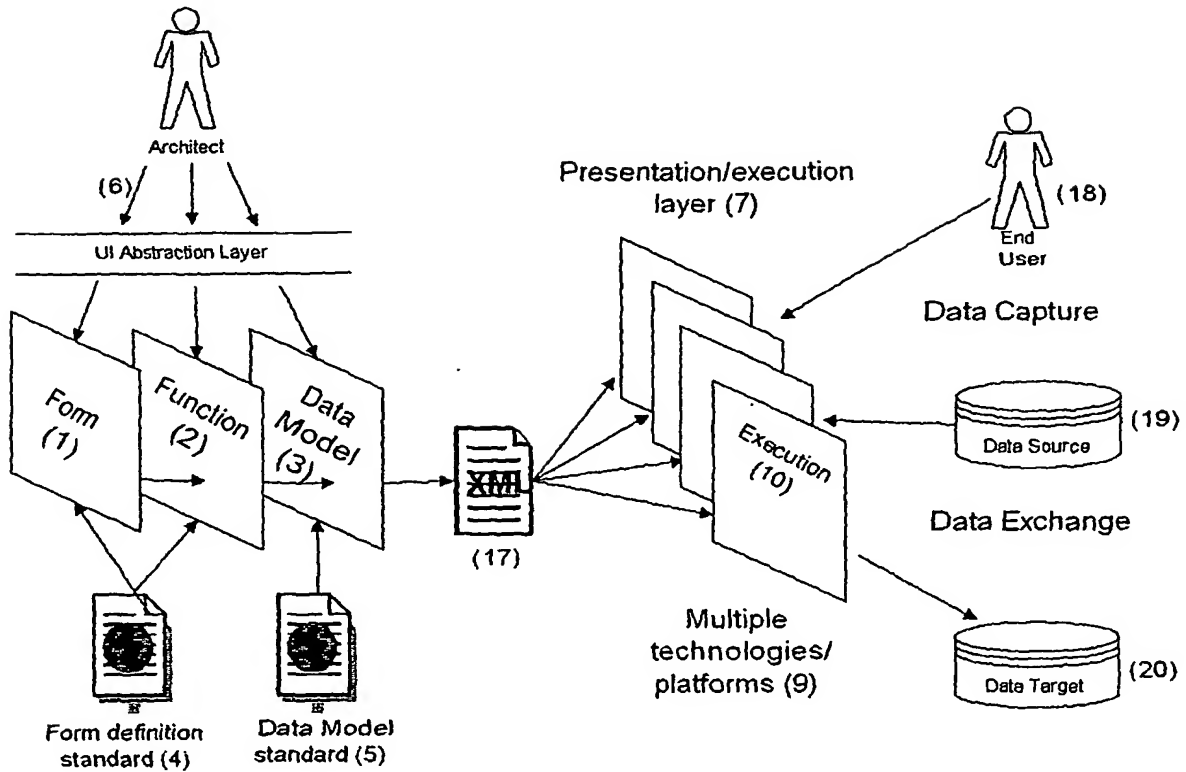 Architect
(6)
UI Abstraction Layer
Form
(1)
Function
(2)
Data
Model
(3)
Form definition
standard (4)
Data Model
standard (5)
XML
(17)
Presentation/execution
layer (7)
Execution
(10)
Multiple
technologies/
platforms (9)
(18)
End
User
Data Capture
Data Source
(19)
Data Exchange
Data Target
(20)